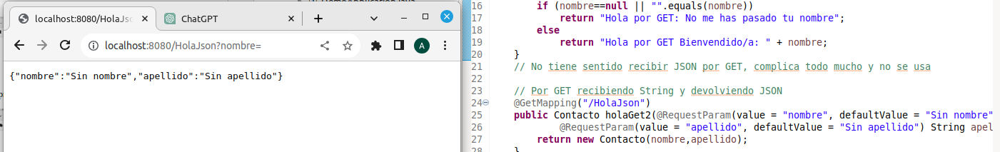 localhost:8080/HolaJso
ChatGPT
localhost:8080/HolaJson?nombre=
A
{"nombre":"Sin nombre","apellido":"Sin apellido"}
16 if (nombre==null || "".equals(nombre))
17 return "Hola por GET: No me has pasado tu nombre";
18 else
19 return "Hola por GET Bienvendido/a: " + nombre;
20 }
21 // No tiene sentido recibir JSON por GET, complica todo mucho y no se usa
22
23 // Por GET recibiendo String y devolviendo JSON
24 @GetMapping("/HolaJson")
25 public Contacto holaGet2(@RequestParam(value = "nombre", defaultValue = "Sin nombre"
26 @RequestParam(value = "apellido", defaultValue = "Sin apellido") String apel
27 return new Contacto(nombre,apellido);
28 }